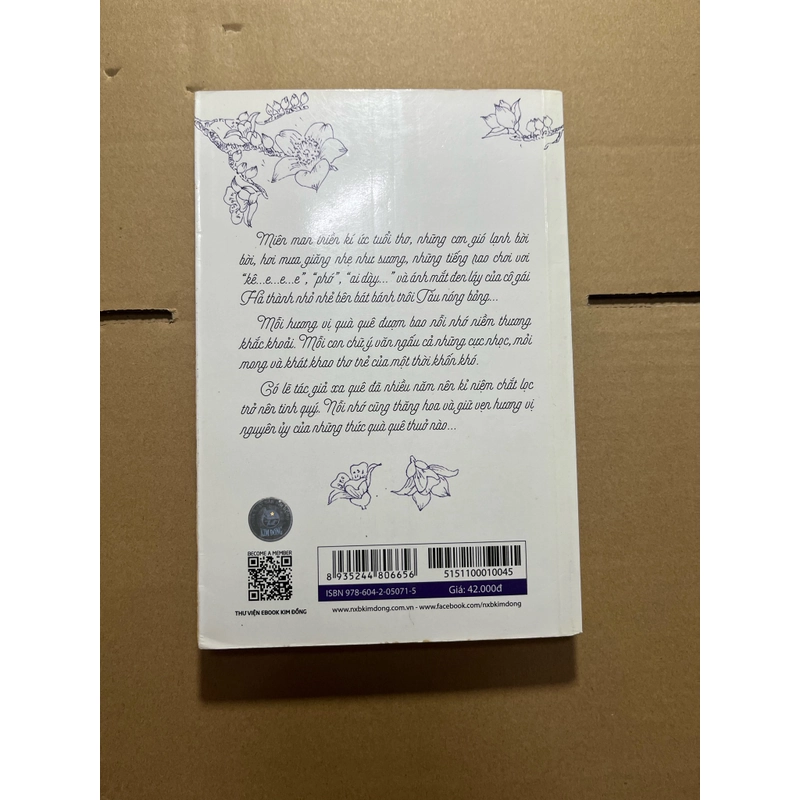 Miên man triền kí ức tuổi thơ, những cơn gió lạnh bời
bời, hơi mưa giăng nhẹ như sương, những tiếng rao chơi vơi
"kê...e...e...e", "phớ", "ai dày..." và ánh mắt đen láy của cô gái
Hà thành nhỏ nhẻ bên bát bánh trôi Tấu nóng bỏng...
Mỗi hương vị quà quê đượm bao nỗi nhớ niềm thương
khắc khoải. Mỗi con chữ ý văn ngấu cả những cực nhọc, mỏi
mong và khát khao thơ trẻ của một thời khốn khó.
Có lẽ tác giả xa quê đã nhiều năm nên kỉ niệm chắt lọc
trở nên tinh quý. Nỗi nhớ cũng thăng hoa và giữ vẹn hương vị
nguyên ủy của những thức quà quê thuở nào...
KIM ĐỒNG
BECOME A MEMBER
THƯ VIỆN EBOOK KIM ĐỒNG
8 935244 806656
5151100010045
ISBN 978-604-2-05071-5
Giá: 42.000đ
www.nxbkimdong.com.vn - www.facebook.com/nxbkimdong